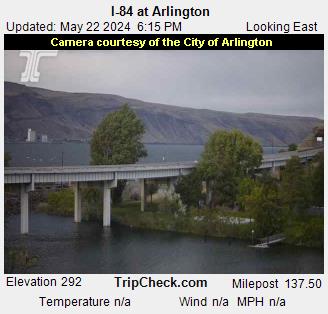 I-84 at Arlington
Updated: May 22 2024 6:15 PM Looking East
Camera courtesy of the City of Arlington
Elevation 292 TripCheck.com Milepost 137.50
Temperature n/a Wind n/a MPH n/a